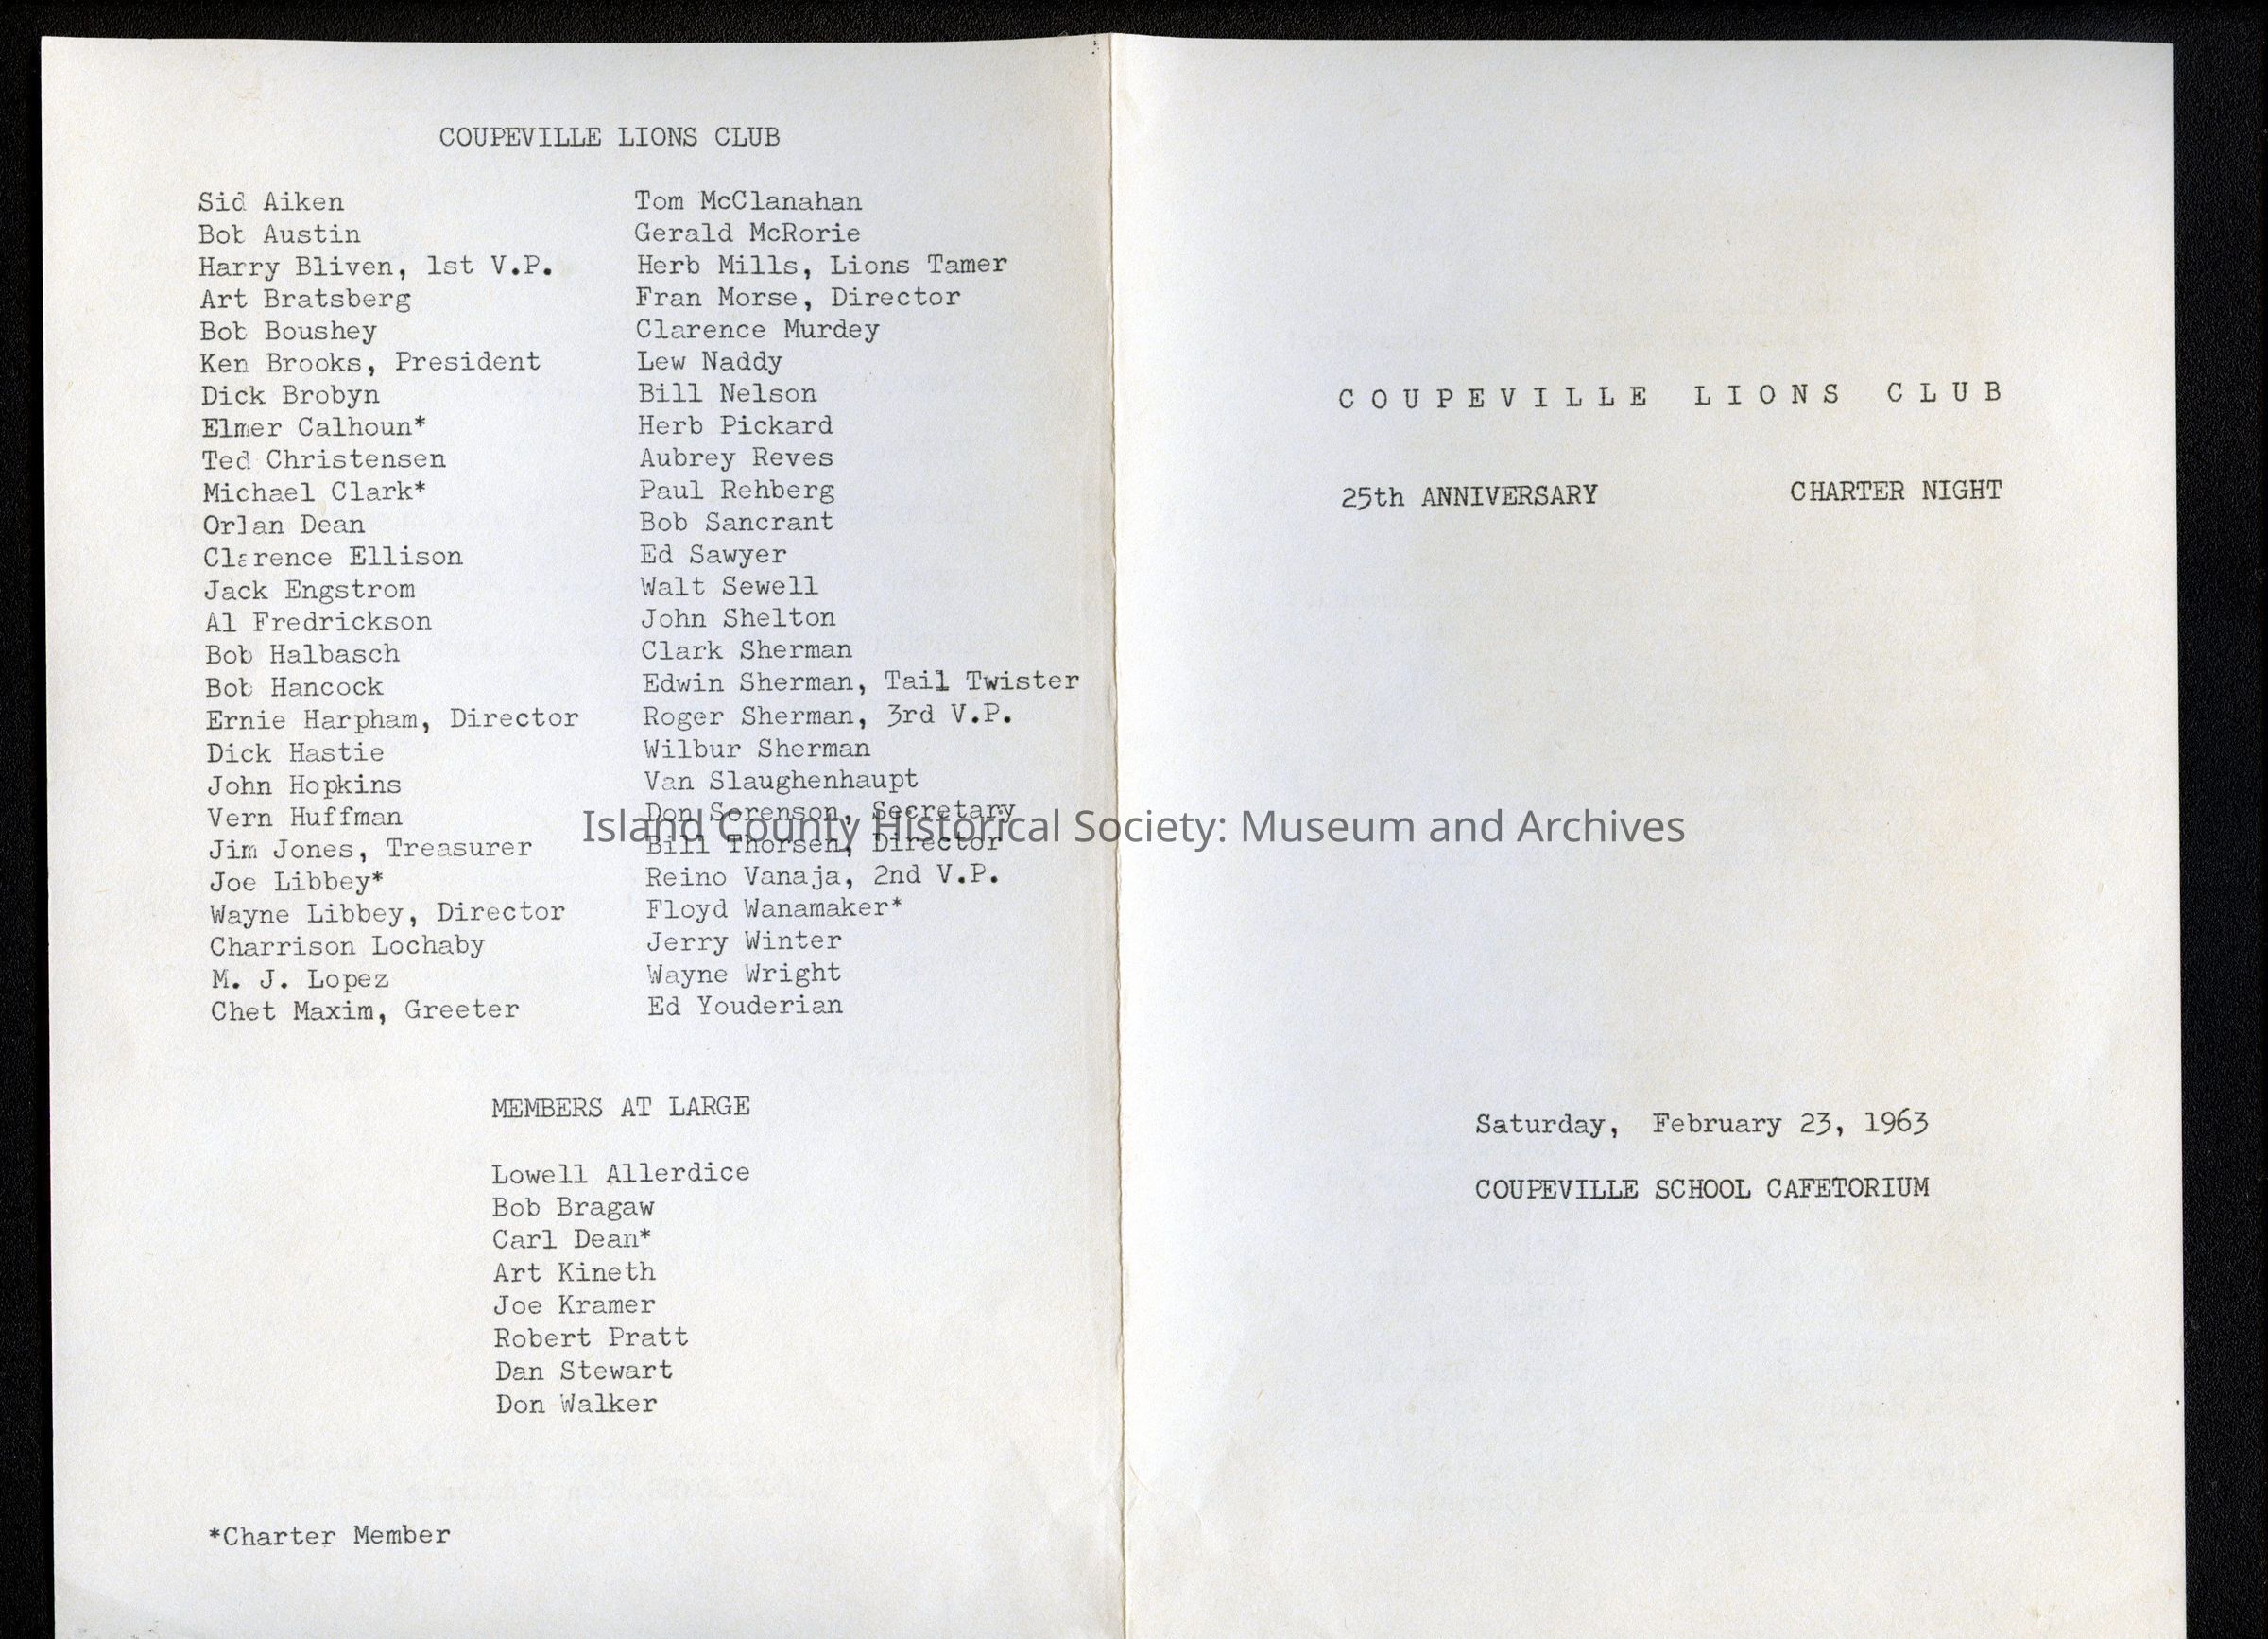 COUPEVILLE LIONS CLUB
Sid Aiken
Bob Austin
Harry Bliven, 1st V.P.
Art Bratsberg
Bob Boushey
Ken Brooks, President
Dick Brobyn
Elmer Calhoun*
Ted Christensen
Michael Clark*
Orlan Dean
Clarence Ellison
Jack Engstrom
Al Fredrickson
Bob Halbasch
Bob Hancock
Ernie Harpham, Director
Dick Hastie
John Hopkins
Vern Huffman
Jim Jones, Treasurer
Joe Libbey*
Wayne Libbey, Director
Charrison Lochaby
M. J. Lopez
Chet Maxim, Greeter
Tom McClanahan
Gerald McRorie
Herb Mills, Lions Tamer
Fran Morse, Director
Clarence Murdey
Lew Naddy
Bill Nelson
Herb Pickard
Aubrey Reves
Paul Rehberg
Bob Sancrant
Ed Sawyer
Walt Sewell
John Shelton
Clark Sherman
Edwin Sherman, Tail Twister
Roger Sherman, 3rd V.P.
Wilbur Sherman
Van Slaughenhaupt
Don Sorenson, Secretary
Bill Thorsen, Director
Reino Vanaja, 2nd V.P.
Floyd Wanamaker*
Jerry Winter
Wayne Wright
Ed Youderian
MEMBERS AT LARGE
Lowell Allerdice
Bob Bragaw
Carl Dean*
Art Kineth
Joe Kramer
Robert Pratt
Dan Stewart
Don Walker
*Charter Member
COUPEVILLE LIONS CLUB
25th ANNIVERSARY CHARTER NIGHT
Saturday, February 23, 1963
COUPEVILLE SCHOOL CAFETORIUM
Island County Historical Society: Museum and Archives